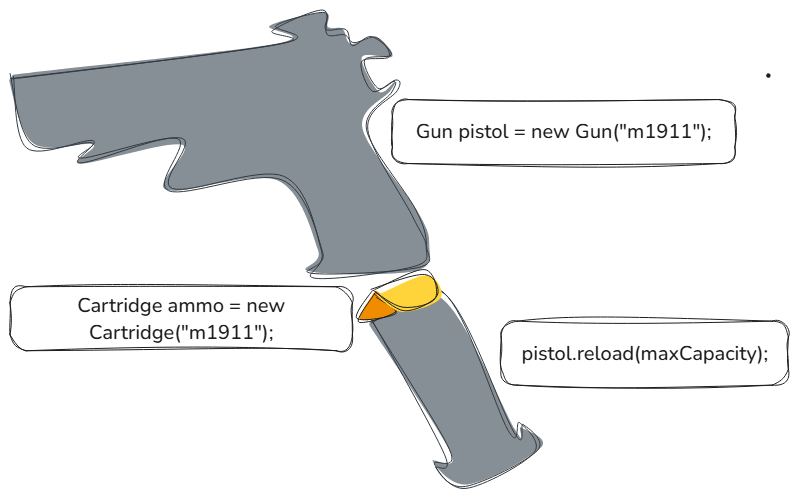 Gun pistol = new Gun("m1911");
Cartridge ammo = new
Cartridge("m1911");
pistol.reload(maxCapacity);